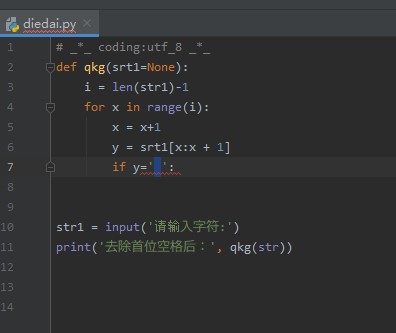 diedai.py
1 # _*_ coding:utf_8 _*_
2 def qkg(srt1=None):
3 i = len(str1)-1
4 for x in range(i):
5 x = x+1
6 y = srt1[x:x + 1]
7 if y=' ':
8
9
10 str1 = input('请输入字符:')
11 print('去除首位空格后：', qkg(str))
12
13
14